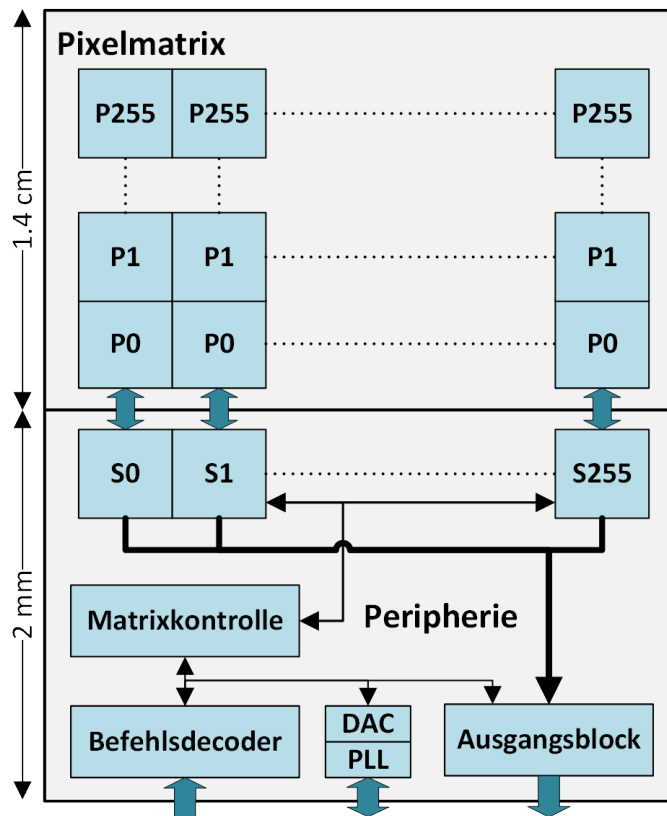 Pixelmatrix
P255 P255 P255
P1 P1 P1
P0 P0 P0
1.4 cm
S0 S1 S255
Matrixkontrolle
Peripherie
2 mm
Befehlsdecoder
DAC
PLL
Ausgangsblock